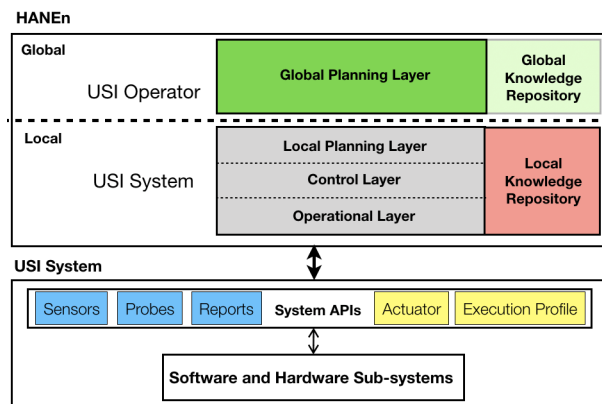 HANEn
Global
USI Operator
Global Planning Layer
Global
Knowledge
Repository
Local
USI System
Local Planning Layer
Control Layer
Operational Layer
Local
Knowledge
Repository
USI System
Sensors
Probes
Reports
System APIs
Actuator
Execution Profile
Software and Hardware Sub-systems